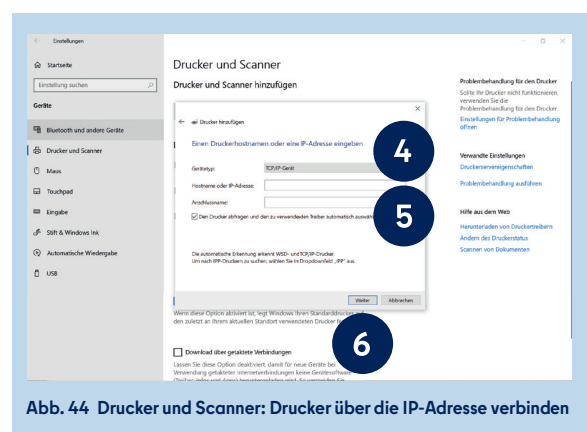 Einstellungen
Startseite
Einstellung suchen
Geräte
Bluetooth und andere Geräte
Drucker und Scanner
Maus
Touchpad
Eingabe
Stift & Windows Ink
Automatische Wiedergabe
USB
Drucker und Scanner
Drucker und Scanner hinzufügen
Drucker hinzufügen
Einen Druckerhostnamen oder eine IP-Adresse eingeben
Gerätetyp:
TCP/IP-Gerät
Hostname oder IP-Adresse:
Anschlussname:
Den Drucker abfragen und den zu verwendeden Treiber automatisch
Die automatische Erkennung erkennt WSD- und TCP/IP-Drucker.
Um nach IPP-Druckern zu suchen, wählen Sie in Dropdownfeld „IPP" aus.
Weiter
Abbrechen
4
5
6
Wenn diese Option aktiviert ist, legt Windows Ihren Standarddrucker
den zuletzt an Ihrem aktuellen Standort verwendeten Drucker
Download über getaktete Verbindungen
Lassen Sie diese Option deaktiviert, damit für neue Geräte bei
Verwendung getakteter Internetverbindungen keine Gerätesoftware
Problembehandlung für den Drucker
Sollte Ihr Drucker nicht funktionieren,
verwenden Sie die
Problembehandlung für den Drucker.
Einstellungen für Problembehandlung
öffnen
Verwandte Einstellungen
Druckerservereigenschaften
Problembehandlung ausführen
Hilfe aus dem Web
Herunterladen von Druckertreibern
Ändern des Druckerstatus
Scannen von Dokumenten
Abb. 44 Drucker und Scanner: Drucker über die IP-Adresse verbinden